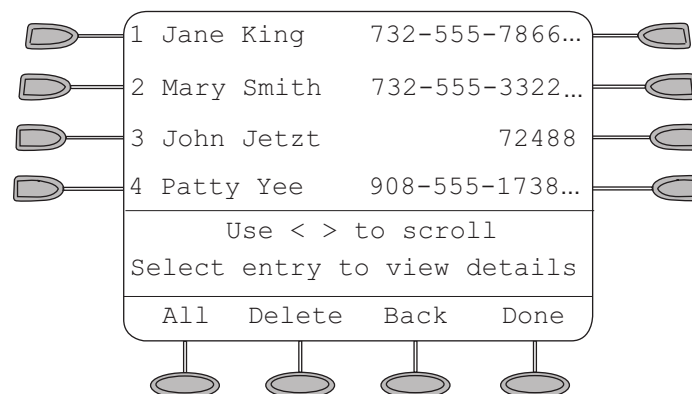 1 Jane King 732-555-7866...
2 Mary Smith 732-555-3322...
3 John Jetzt 72488
4 Patty Yee 908-555-1738...
Use < > to scroll
Select entry to view details
All Delete Back Done